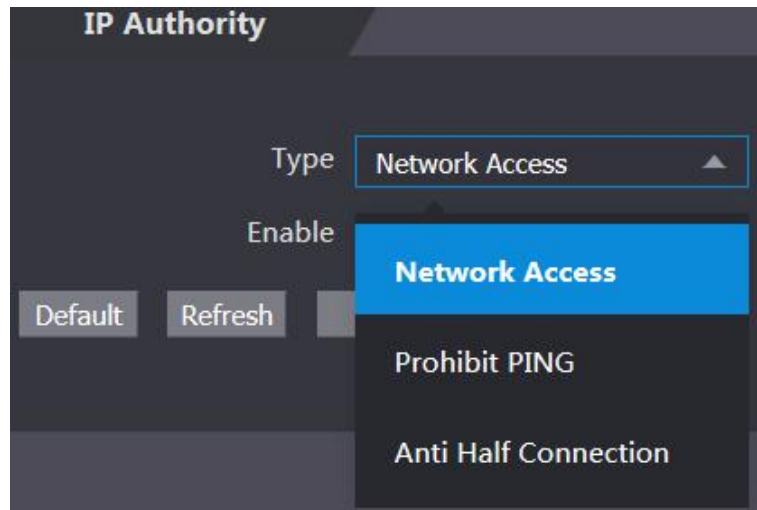 IP Authority
Type Network Access
Enable
Network Access
Default Refresh
Prohibit PING
Anti Half Connection